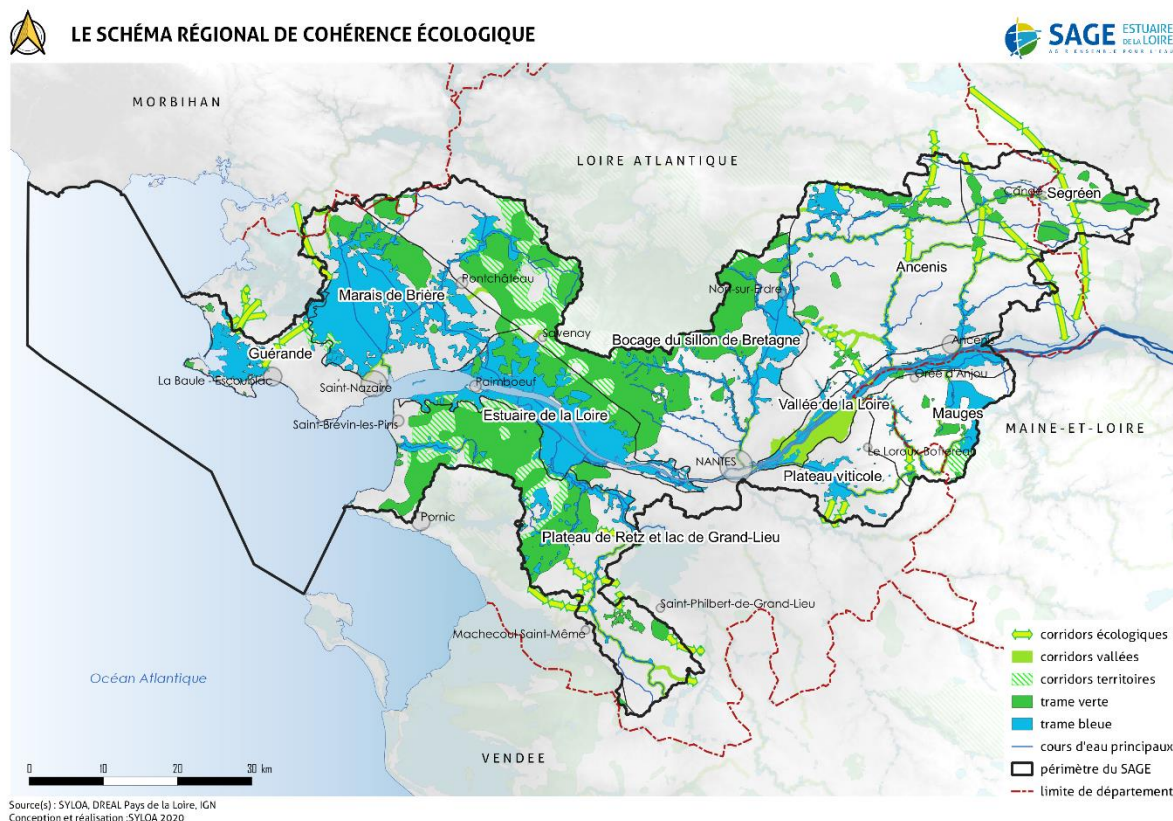 LE SCHÉMA RÉGIONAL DE COHÉRENCE ÉCOLOGIQUE
SAGE ESTUAIRE
DE LA LOIRE
MORBIHAN
LOIRE ATLANTIQUE
Candé
Segréen
Ancenis
Pontchâteau
Marais de Brière
Nort-sur-Erdre
Savenay
Bocage du sillon de Bretagne
Ancenis
Guérande
La Baule - Escoublac
Saint-Nazaire
Paimboeuf
Orée d'Anjou
Vallée de la Loire
Mauges
Estuaire de la Loire
Saint-Brévin-les-Pins
MAINE-ET-LOIRE
NANTES
Le Loroux-Bottereau
Plateau viticole
Pornic
Plateau de Retz et lac de Grand-Lieu
Saint-Philbert-de-Grand-Lieu
Machecoul Saint-Même
Océan Atlantique
VENDEE
corridors écologiques
corridors vallées
corridors territoires
trame verte
trame bleue
cours d'eau principaux
périmètre du SAGE
limite de département
0 10 20 30 km
Source(s) : SYLOA, DREAL Pays de la Loire, IGN
Conception et réalisation :SYLOA 2020